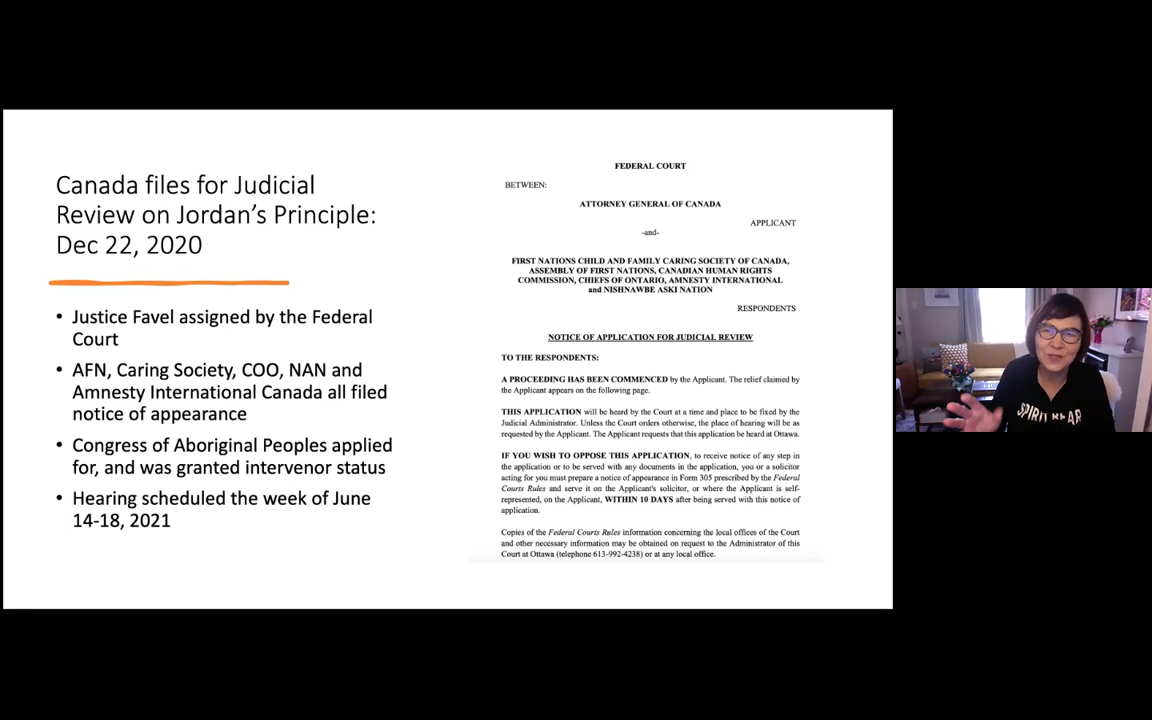 Canada files for Judicial
Review on Jordan's Principle:
Dec 22, 2020
• Justice Favel assigned by the Federal
Court
• AFN, Caring Society, COO, NAN and
Amnesty International Canada all filed
notice of appearance
• Congress of Aboriginal Peoples applied
for, and was granted intervenor status
• Hearing scheduled the week of June
14-18, 2021
FEDERAL COURT
BETWEEN:
ATTORNEY GENERAL OF CANADA
APPLICANT
-and-
FIRST NATIONS CHILD AND FAMILY CARING SOCIETY OF CANADA,
ASSEMBLY OF FIRST NATIONS, CANADIAN HUMAN RIGHTS
COMMISSION, CHIEFS OF ONTARIO, AMNESTY INTERNATIONAL
and NISHNAWBE ASKI NATION
RESPONDENTS
NOTICE OF APPLICATION FOR JUDICIAL REVIEW
TO THE RESPONDENTS:
A PROCEEDING HAS BEEN COMMENCED by the Applicant. The relief claimed by
the Applicant appears on the following page.
THIS APPLICATION will be heard by the Court at a time and place to be fixed by the
Judicial Administrator. Unless the Court orders otherwise, the place of hearing will be as
requested by the Applicant. The Applicant requests that this application be heard at Ottawa.
IF YOU WISH TO OPPOSE THIS APPLICATION, to receive notice of any step in
the application or to be served with any documents in the application, you or a solicitor
acting for you must prepare a notice of appearance in Form 305 prescribed by the Federal
Courts Rules and serve it on the Applicant's solicitor, or where the Applicant is self-
represented, on the Applicant, WITHIN 10 DAYS after being served with this notice of
application.
Copies of the Federal Courts Rules information concerning the local offices of the Court
and other necessary information may be obtained on request to the Administrator of this
Court at Ottawa (telephone 613-992-4238) or at any local office.
SPIRIT BEAR